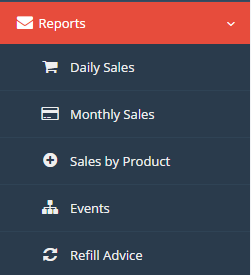 Reports
Daily Sales
Monthly Sales
Sales by Product
Events
Refill Advice